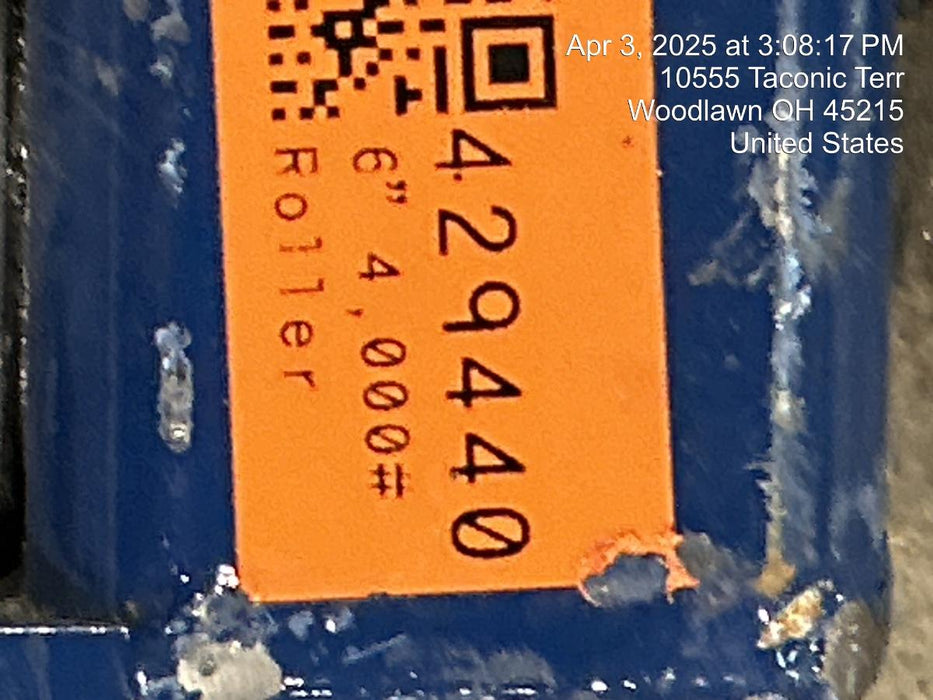 Apr 3, 2025 at 3:08:17 PM
10555 Taconic Terr
Woodlawn OH 45215
United States
429440
6" 4,000#
Roller